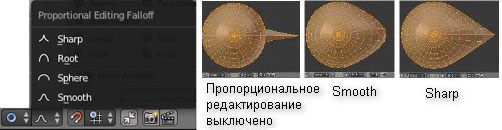 Proportional Editing Falloff
Sharp
Root
Sphere
Smooth
Пропорциональное
редактирование
выключено
Smooth
Sharp